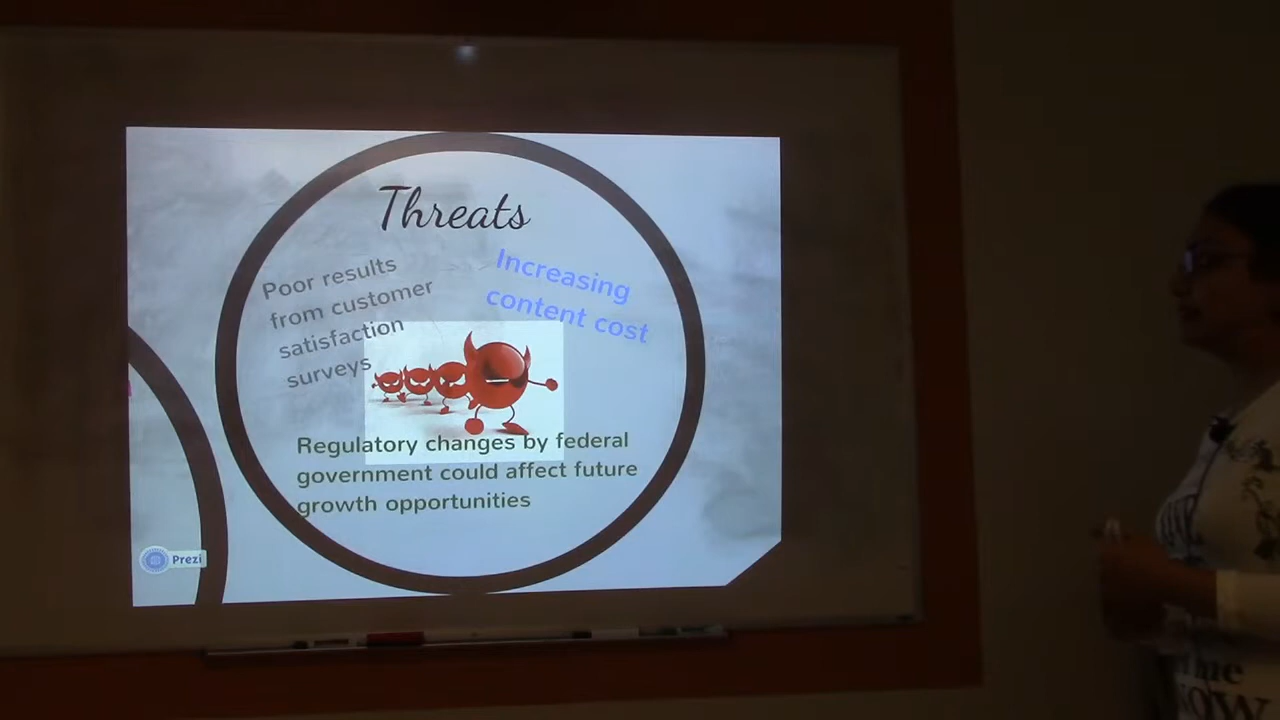 Threats
Poor results
from customer
satisfaction
surveys
Increasing
content cost
Regulatory changes by federal
government could affect future
growth opportunities
Prezi
The